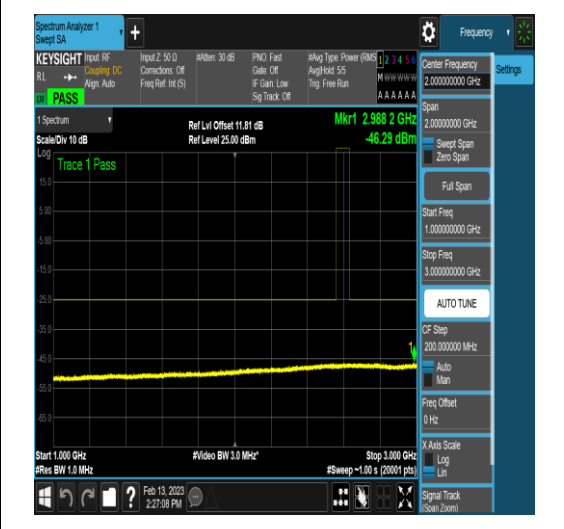 Spectrum Analyzer 1
Swept SA
Frequency
KEYSIGHT
Input: RF
Coupling: DC
Align: Auto
Input Z: 50 Ω
Corrections: Off
Freq Ref: Int (S)
#Atten: 30 dB
PNO: Fast
Gate: Off
IF Gain: Low
Sig Track: Off
#Avg Type: Power (RMS
Avg|Hold: 5/5
Trig: Free Run
1 2 3 4 5 6
M w w w w w
A A A A A A
RL
PASS
1 Spectrum
Scale/Div 10 dB
Ref Lvl Offset 11.81 dB
Ref Level 25.00 dBm
Mkr1 2.988 2 GHz
-46.29 dBm
Log
Trace 1 Pass
15.0
5.00
-5.00
-15.0
-25.0
-35.0
-45.0
-55.0
-65.0
1
Start 1.000 GHz
#Res BW 1.0 MHz
#Video BW 3.0 MHz*
Stop 3.000 GHz
#Sweep ~1.00 s (20001 pts)
Feb 13, 2023
2:27:08 PM
Center Frequency
2.000000000 GHz
Settings
Span
2.00000000 GHz
Swept Span
Zero Span
Full Span
Start Freq
1.000000000 GHz
Stop Freq
3.000000000 GHz
AUTO TUNE
CF Step
200.000000 MHz
Auto
Man
Freq Offset
0 Hz
X Axis Scale
Log
Lin
Signal Track
(Span Zoom)